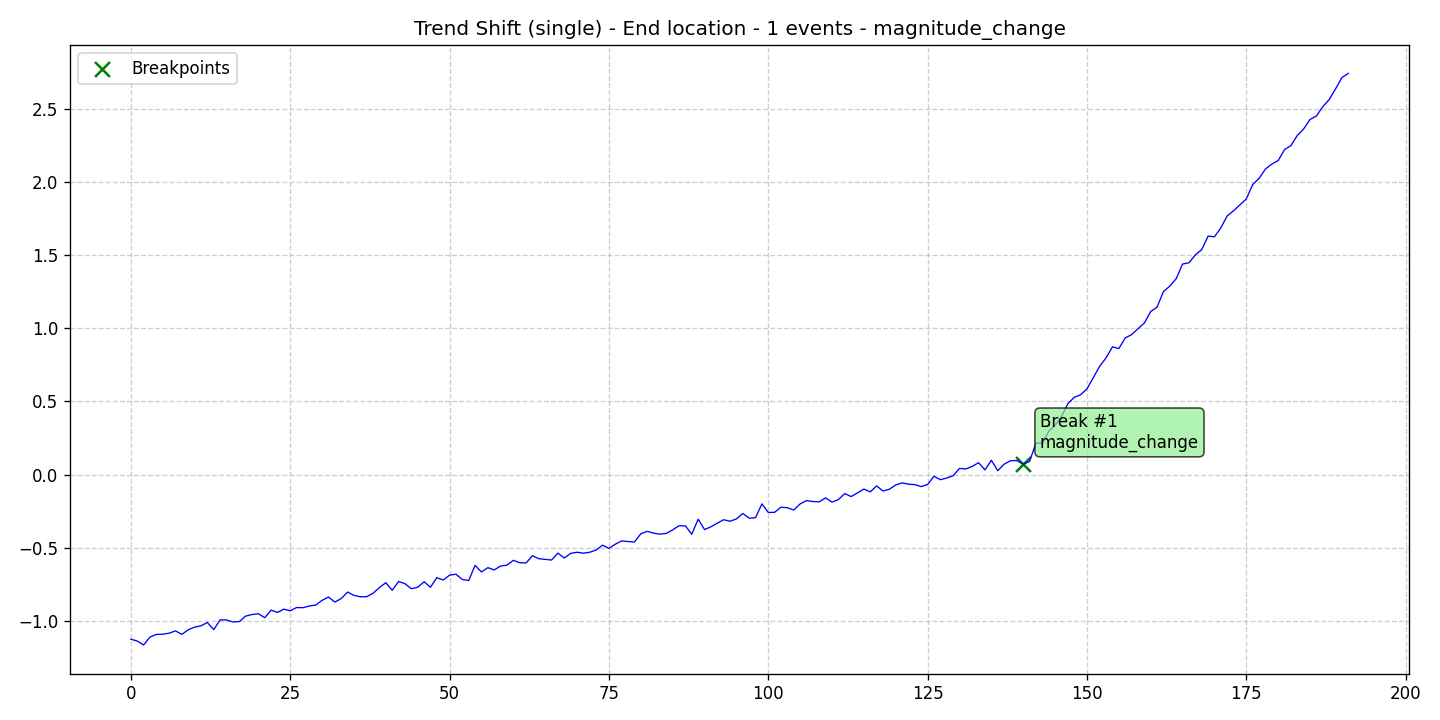 Trend Shift (single) - End location - 1 events - magnitude_change
Breakpoints
2.5
2.0
1.5
1.0
0.5
0.0
−0.5
−1.0
Break #1
magnitude_change
0 25 50 75 100 125 150 175 200